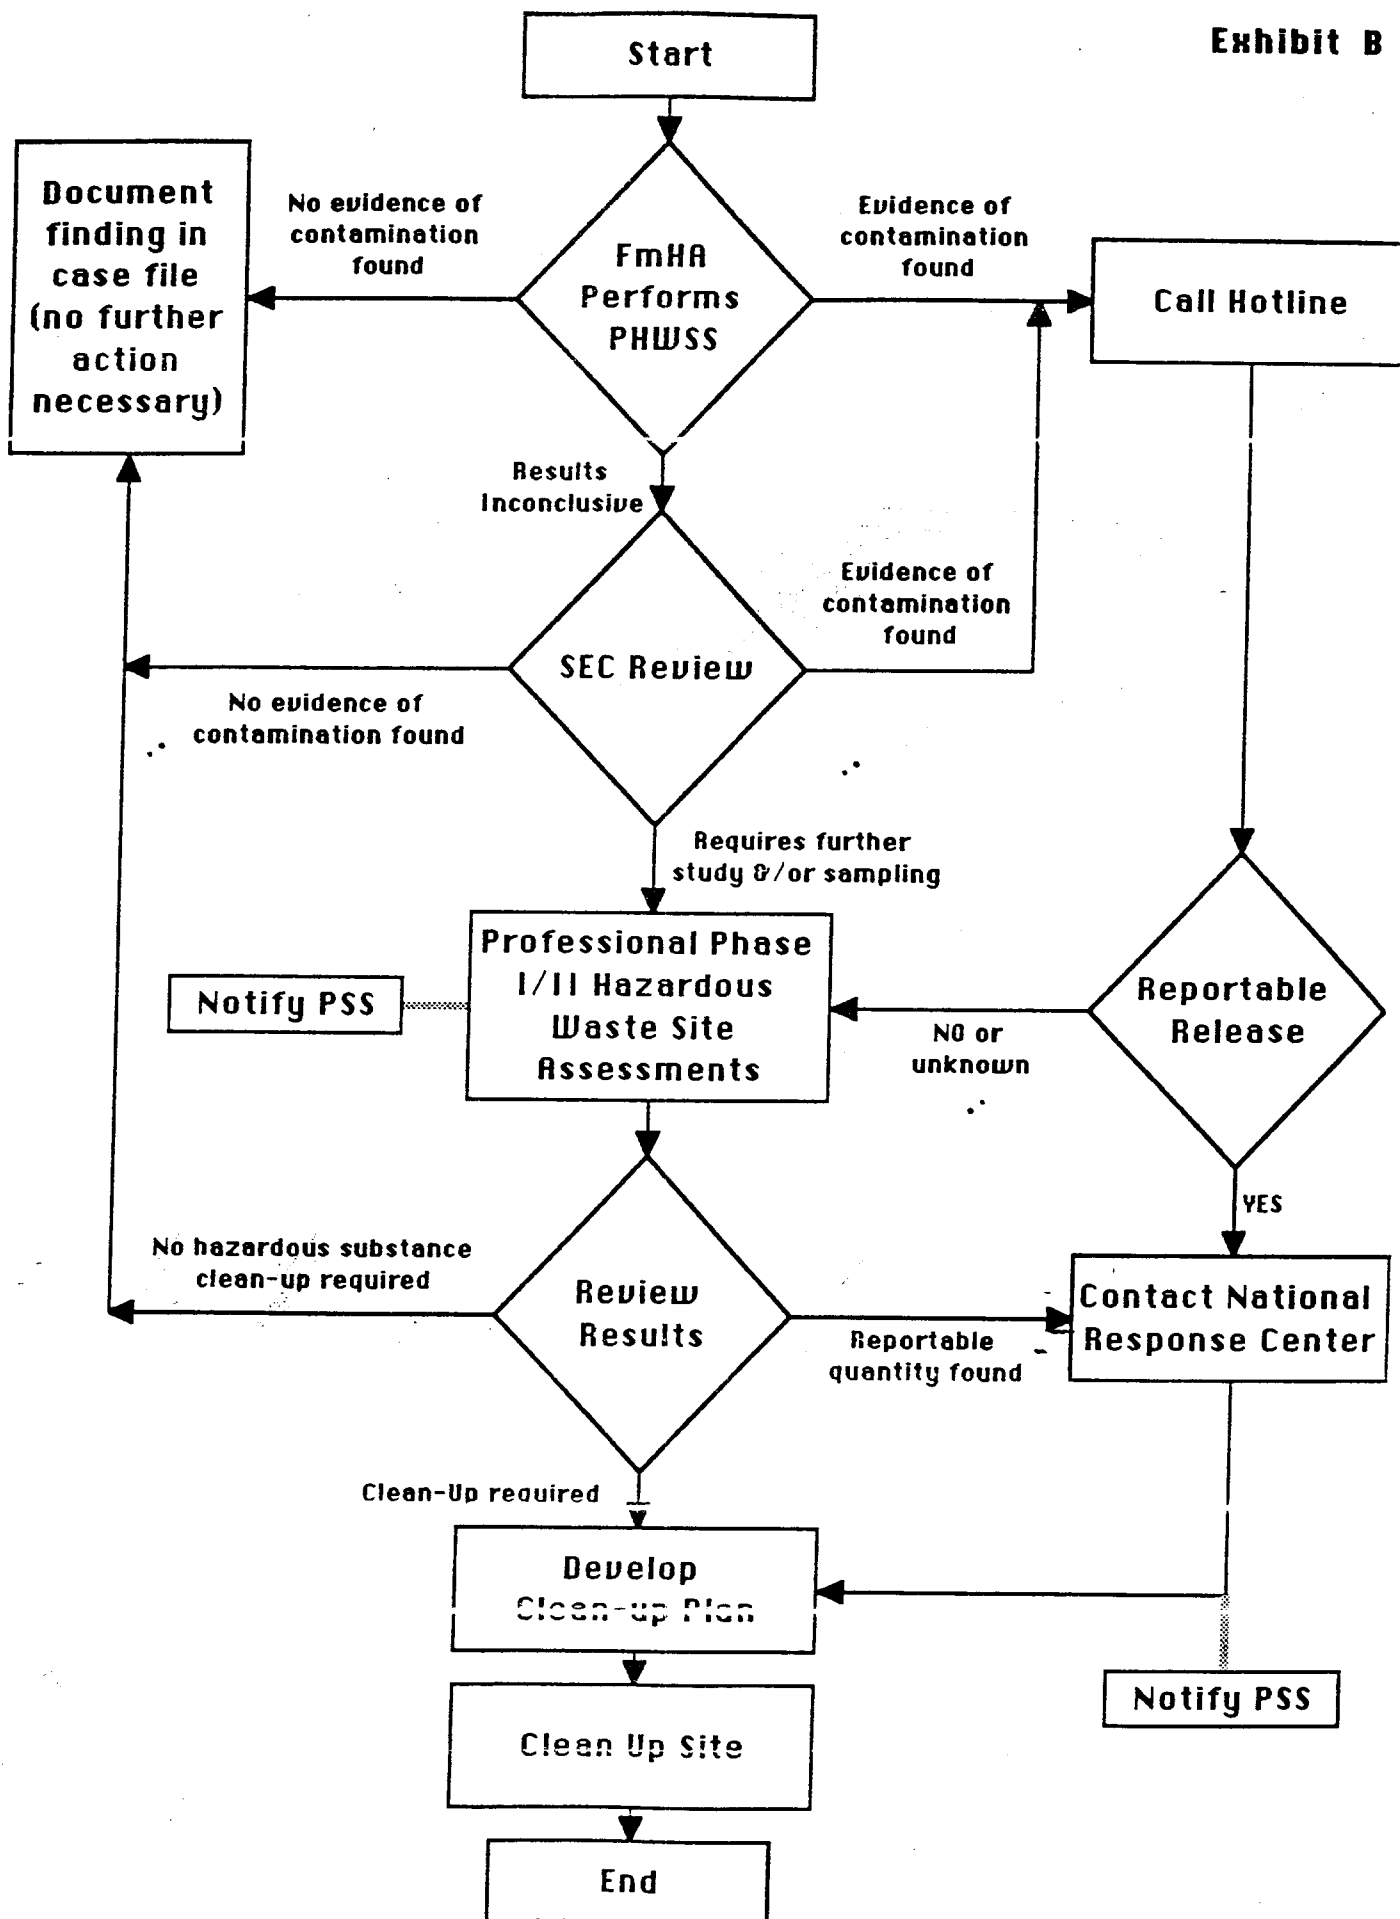 Exhibit B
Start
Document
finding in
case file
(no further
action
necessary)
No evidence of
contamination
found
FmHA
Performs
PHWSS
Evidence of
contamination
found
Call Hotline
Results
Inconclusive
Evidence of
contamination
found
SEC Review
No evidence of
contamination found
Requires further
study &/or sampling
Professional Phase
I/II Hazardous
Waste Site
Assessments
Notify PSS
Reportable
Release
NO or
unknown
YES
No hazardous substance
clean-up required
Review
Results
Reportable
quantity found
Contact National
Response Center
Clean-Up required
Develop
Clean-up Plan
Notify PSS
Clean Up Site
End